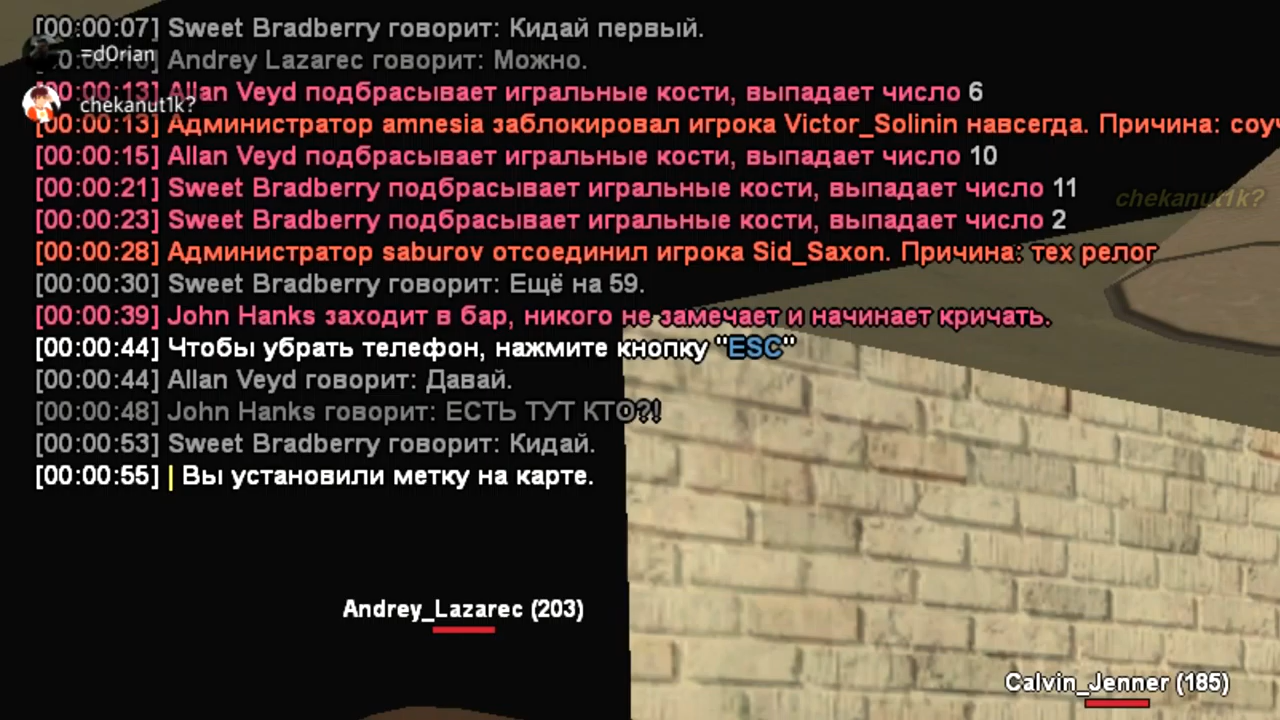 [00:00:07] Sweet Bradberry говорит: Кидай первый.
=d0rian
Andrey Lazarec говорит: Можно.
[00:00:13] Allan Veyd подбрасывает игральные кости, выпадает число 6
chekanut1k?
[00:00:13] Администратор amnesia заблокировал игрока Victor_Solinin навсегда. Причина:
[00:00:15] Allan Veyd подбрасывает игральные кости, выпадает число 10
[00:00:21] Sweet Bradberry подбрасывает игральные кости, выпадает число 11
chekanut1k?
[00:00:23] Sweet Bradberry подбрасывает игральные кости, выпадает число 2
[00:00:28] Администратор saburov отсоединил игрока Sid_Saxon. Причина: тех релог
[00:00:30] Sweet Bradberry говорит: Ещё на 59.
[00:00:39] John Hanks заходит в бар, никого не замечает и начинает кричать.
[00:00:44] Чтобы убрать телефон, нажмите кнопку "ESC"
[00:00:44] Allan Veyd говорит: Давай.
[00:00:48] John Hanks говорит: ЕСТЬ ТУТ КТО?!
[00:00:53] Sweet Bradberry говорит: Кидай.
[00:00:55] | Вы установили метку на карте.
Andrey_Lazarec (203)
Calvin_Jenner (185)